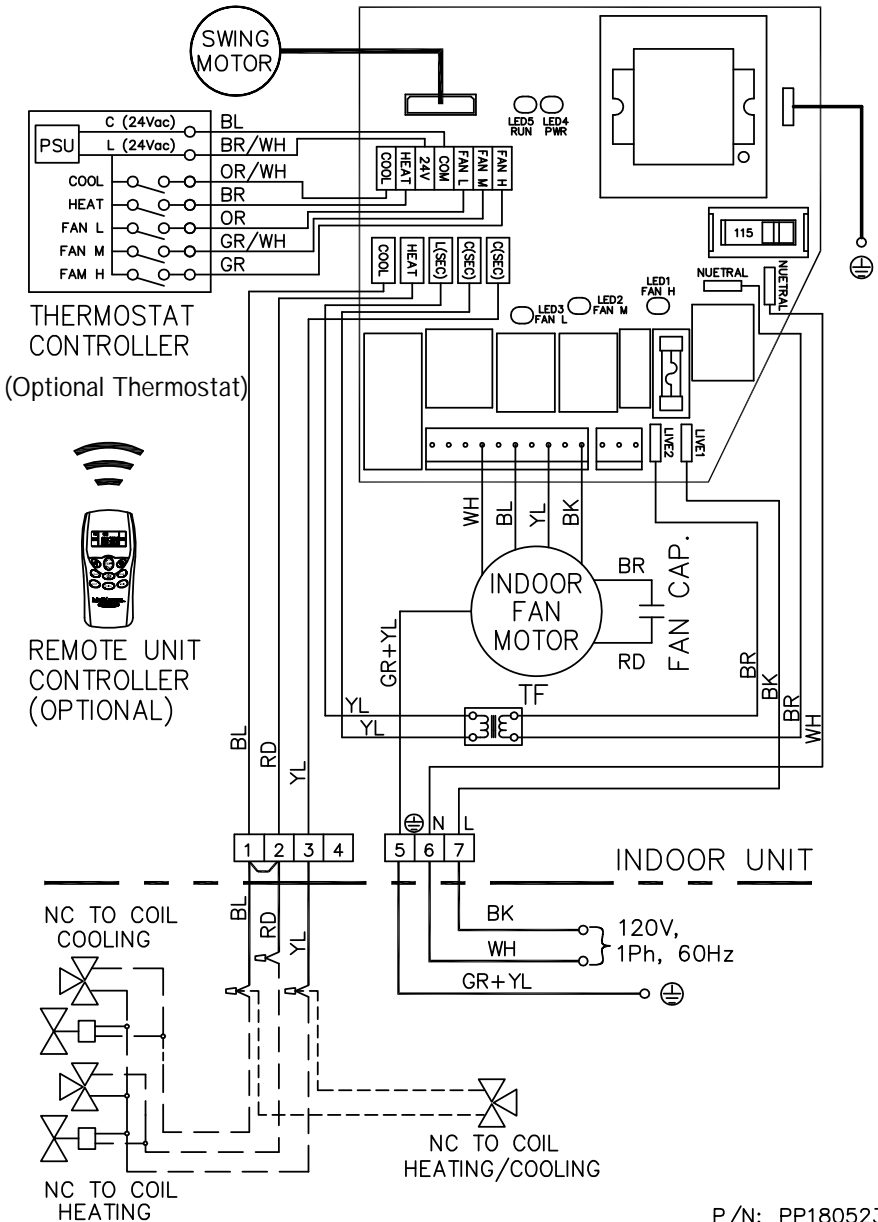 SWING
MOTOR
C (24Vac)
BL
PSU
L (24Vac)
BR/WH
COOL
OR/WH
HEAT
BR
FAN L
OR
FAN M
GR/WH
FAM H
GR
THERMOSTAT
CONTROLLER
(Optional Thermostat)
LED5
RUN
LED4
PWR
COOL
HEAT
24V
COM
FAN L
FAN M
FAN H
115
COOL
HEAT
L(SEC)
C(SEC)
C(SEC)
LED3
FAN L
LED2
FAN M
LED1
FAN H
NUETRAL
NUETRAL
LIVE2
LIVE1
WH
BL
YL
BK
INDOOR
FAN
MOTOR
BR
RD
FAN CAP.
GR+YL
TF
YL
YL
BR
BK
BR
WH
REMOTE UNIT
CONTROLLER
(OPTIONAL)
BL
RD
YL
N
L
1
2
3
4
5
6
7
INDOOR UNIT
BL
RD
YL
BK
WH
GR+YL
120V,
1Ph, 60Hz
NC TO COIL
COOLING
NC TO COIL
HEATING
NC TO COIL
HEATING/COOLING